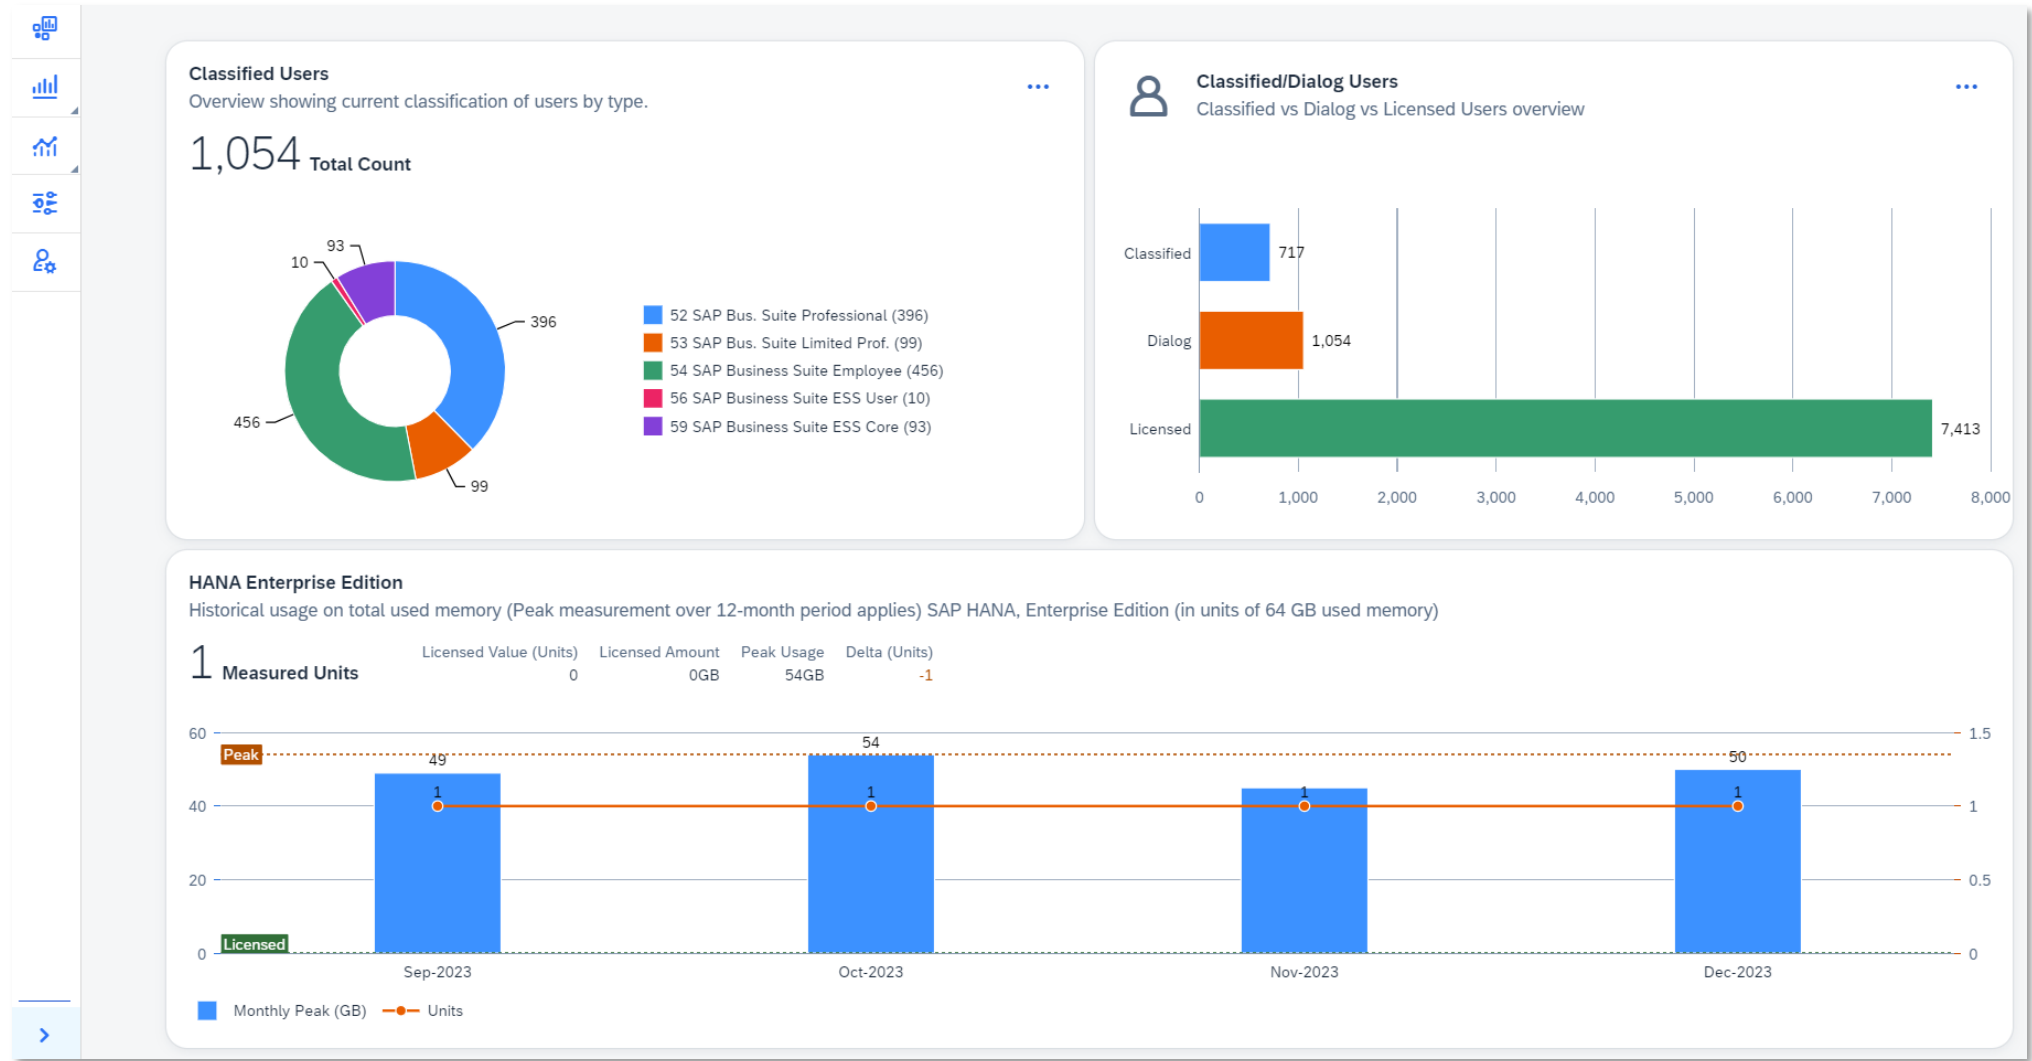 Classified Users
Overview showing current classification of users by type.
1,054 Total Count
93
10
396
456
99
52 SAP Bus. Suite Professional (396)
53 SAP Bus. Suite Limited Prof. (99)
54 SAP Business Suite Employee (456)
56 SAP Business Suite ESS User (10)
59 SAP Business Suite ESS Core (93)
Classified/Dialog Users
Classified vs Dialog vs Licensed Users overview
Classified 717
Dialog 1,054
Licensed 7,413
0 1,000 2,000 3,000 4,000 5,000 6,000 7,000 8,000
HANA Enterprise Edition
Historical usage on total used memory (Peak measurement over 12-month period applies) SAP HANA, Enterprise Edition (in units of 64 GB used memory)
1 Measured Units
Licensed Value (Units) Licensed Amount Peak Usage Delta (Units)
0 0GB 54GB -1
60 1.5
54
Peak
49 50
1 1 1 1
40 1
20 0.5
Licensed
0 0
Sep-2023 Oct-2023 Nov-2023 Dec-2023
Monthly Peak (GB) Units